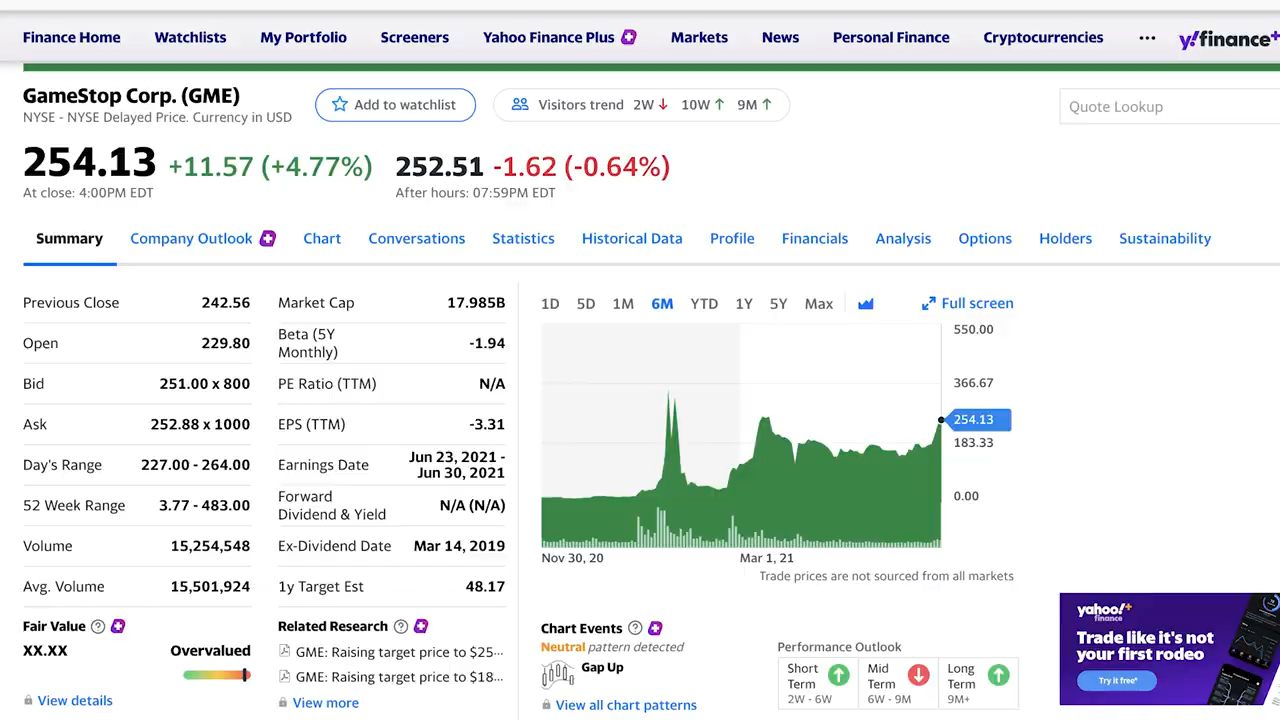 Finance Home Watchlists My Portfolio Screeners Yahoo Finance Plus Markets News Personal Finance Cryptocurrencies ••• y!finance+
GameStop Corp. (GME)
NYSE - NYSE Delayed Price. Currency in USD
Add to watchlist
Visitors trend 2W↓ 10W↑ 9M↑
Quote Lookup
254.13 +11.57 (+4.77%)
At close: 4:00PM EDT
252.51 -1.62 (-0.64%)
After hours: 07:59PM EDT
Summary Company Outlook Chart Conversations Statistics Historical Data Profile Financials Analysis Options Holders Sustainability
Previous Close 242.56
Open 229.80
Bid 251.00 x 800
Ask 252.88 x 1000
Day's Range 227.00 - 264.00
52 Week Range 3.77 - 483.00
Volume 15,254,548
Avg. Volume 15,501,924
Market Cap 17.985B
Beta (5Y
Monthly) -1.94
PE Ratio (TTM) N/A
EPS (TTM) -3.31
Earnings Date Jun 23, 2021 -
Jun 30, 2021
Forward
Dividend & Yield N/A (N/A)
Ex-Dividend Date Mar 14, 2019
1y Target Est 48.17
1D 5D 1M 6M YTD 1Y 5Y Max Full screen
550.00
366.67
254.13
183.33
0.00
Nov 30, 20 Mar 1, 21
Trade prices are not sourced from all markets
Fair Value ?
XX.XX Overvalued
View details
Related Research ?
GME: Raising target price to $25...
GME: Raising target price to $18...
View more
Chart Events ?
Neutral pattern detected
Gap Up
View all chart patterns
Performance Outlook
Short
Term
2W - 6W
Mid
Term
6W - 9M
Long
Term
9M+
yahoo!+
finance
Trade like it's not
your first rodeo
Try it free*